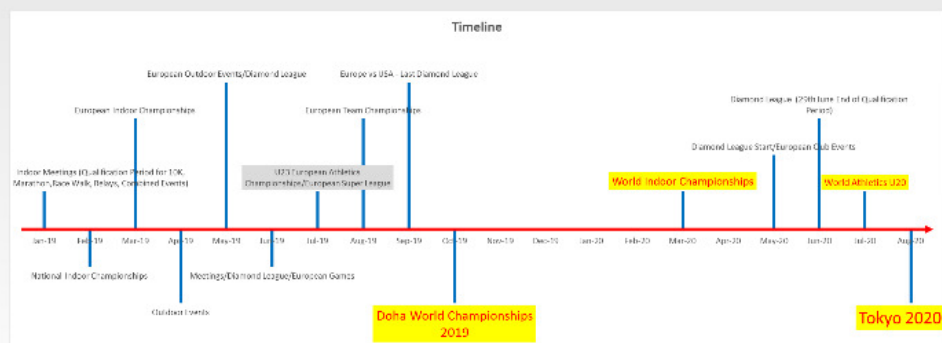 Timeline
European Outdoor Events/Diamond League
Europe vs USA - Last Diamond League
European Indoor Championships
European Team Championships
Diamond League (29th June End of Qualification
Period)
Diamond League Start/European Club Events
Indoor Meetings (Qualification Period for 10K,
Marathon,Race Walk, Relays, Combined Events)
U23 European Athletics
Championships/European Super League
World Indoor Championships
World Athletics U20
Jan-19 Feb-19 Mar-19 Apr-19 May-19 Jun-19 Jul-19 Aug-19 Sep-19 Oct-19 Nov-19 Dec-19 Jan-20 Feb-20 Mar-20 Apr-20 May-20 Jun-20 Jul-20 Aug-20
National Indoor Championships
Meetings/Diamond League/European Games
Outdoor Events
Doha World Championships
2019
Tokyo 2020